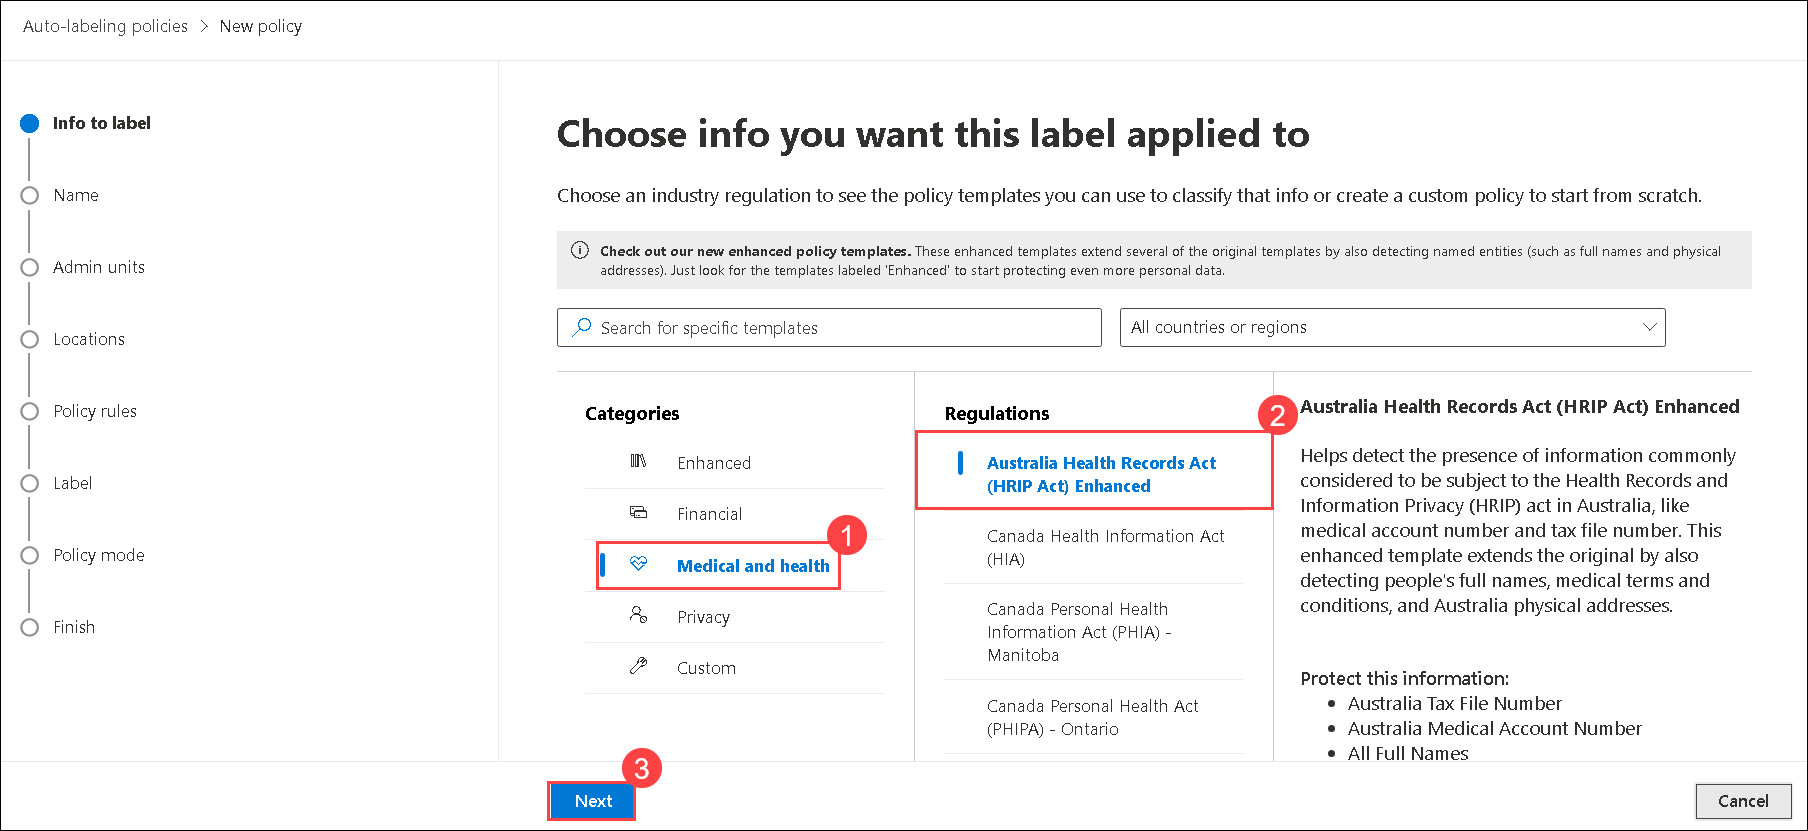 Auto-labeling policies > New policy
Info to label
Name
Admin units
Locations
Policy rules
Label
Policy mode
Finish
Choose info you want this label applied to
Choose an industry regulation to see the policy templates you can use to classify that info or create a custom policy to start from scratch.
Check out our new enhanced policy templates. These enhanced templates extend several of the original templates by also detecting named entities (such as full names and physical
addresses). Just look for the templates labeled 'Enhanced' to start protecting even more personal data.
Search for specific templates
All countries or regions
Categories
Enhanced
Financial
1
Medical and health
Privacy
Custom
Regulations
2
Australia Health Records Act
(HRIP Act) Enhanced
Canada Health Information Act
(HIA)
Canada Personal Health
Information Act (PHIA) -
Manitoba
Canada Personal Health Act
(PHIPA) - Ontario
Australia Health Records Act (HRIP Act) Enhanced
Helps detect the presence of information commonly
considered to be subject to the Health Records and
Information Privacy (HRIP) act in Australia, like
medical account number and tax file number. This
enhanced template extends the original by also
detecting people's full names, medical terms and
conditions, and Australia physical addresses.
Protect this information:
• Australia Tax File Number
• Australia Medical Account Number
• All Full Names
3
Next
Cancel